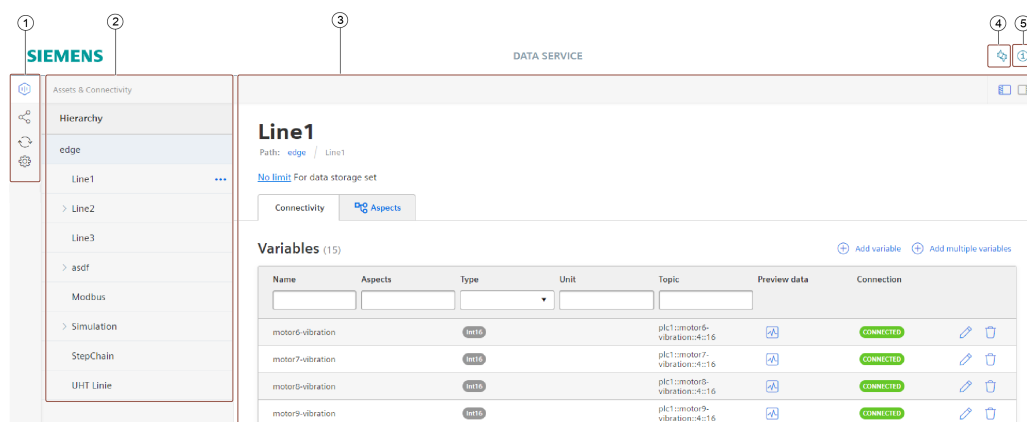 1 2 3 4 5
SIEMENS DATA SERVICE
Assets & Connectivity
Hierarchy
edge
Line1
Line2
Line3
asdf
Modbus
Simulation
StepChain
UHT Linie
Line1
Path: edge / Line1
No limit For data storage set
Connectivity Aspects
Variables (15) Add variable Add multiple variables
Name Aspects Type Unit Topic Preview data Connection
motor6-vibration Int16 plc1::motor6-
vibration::4::16 CONNECTED
motor7-vibration Int16 plc1::motor7-
vibration::4::16 CONNECTED
motor8-vibration Int16 plc1::motor8-
vibration::4::16 CONNECTED
motor9-vibration Int16 plc1::motor9-
vibration::4::16 CONNECTED